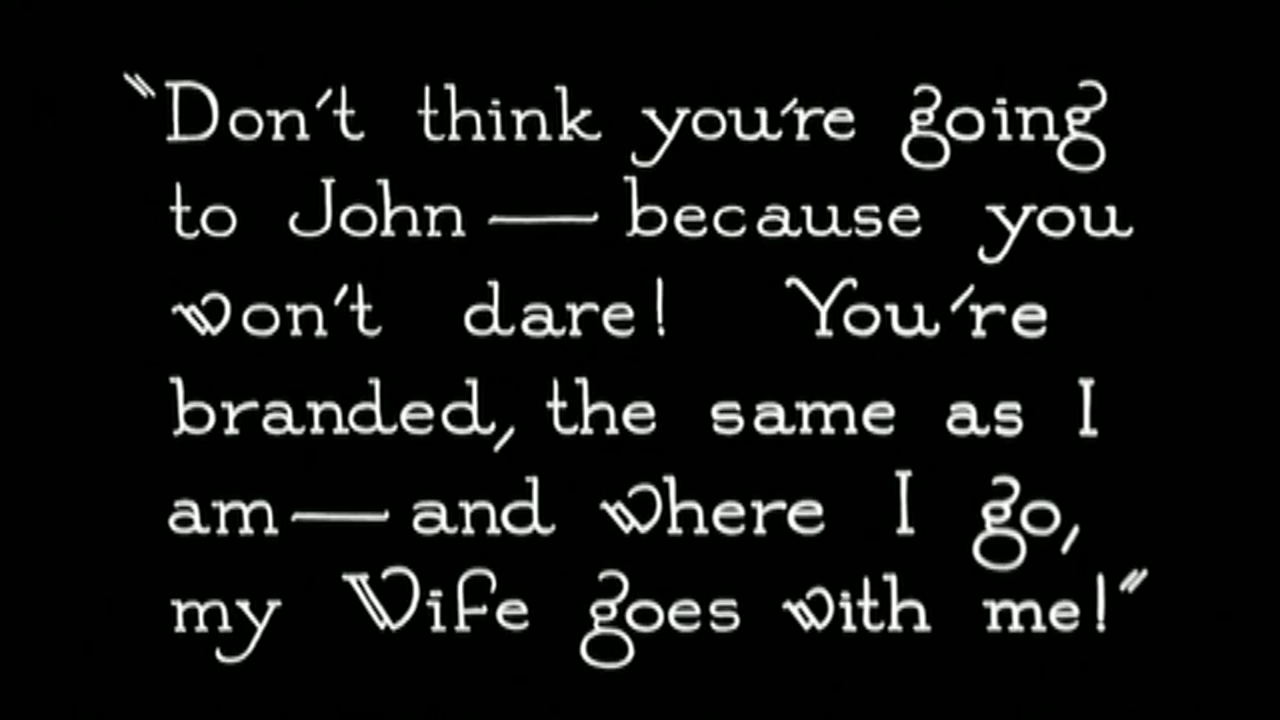 "Don't think you're going
to John — because you
won't dare! You're
branded, the same as I
am — and where I go,
my Wife goes with me!"